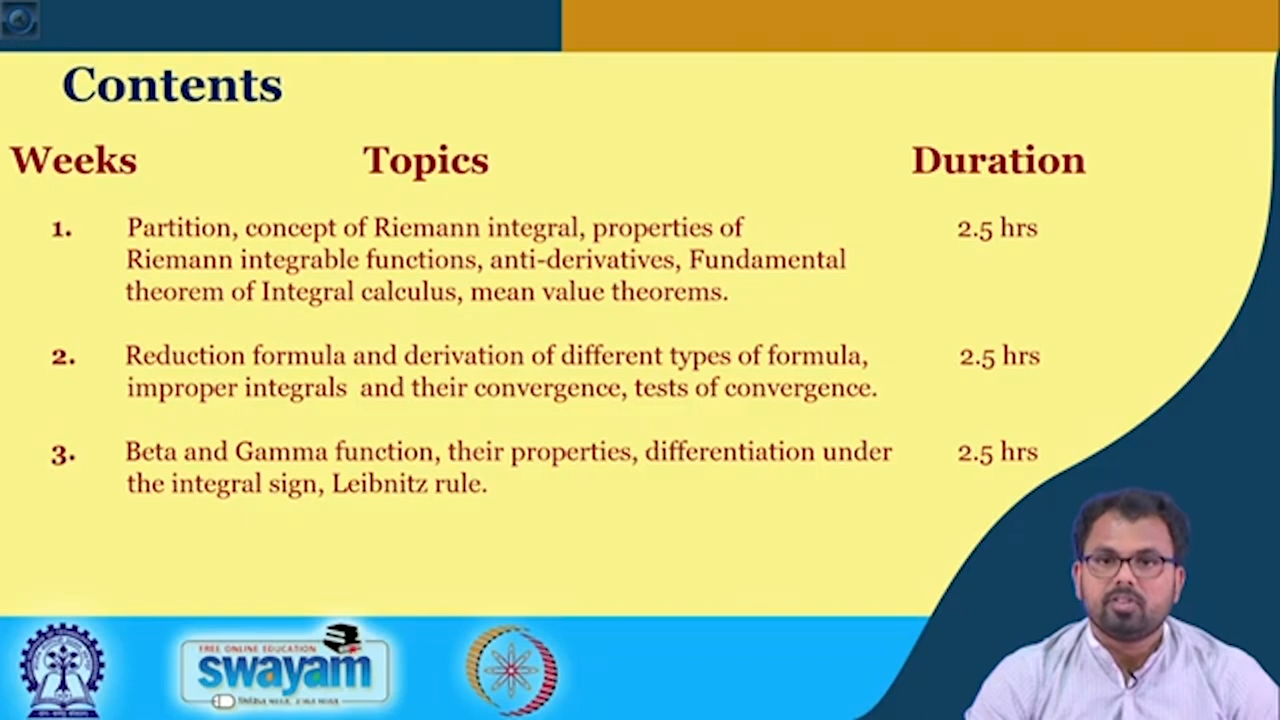 Contents
Weeks Topics Duration
1. Partition, concept of Riemann integral, properties of 2.5 hrs
Riemann integrable functions, anti-derivatives, Fundamental
theorem of Integral calculus, mean value theorems.
2. Reduction formula and derivation of different types of formula, 2.5 hrs
improper integrals and their convergence, tests of convergence.
3. Beta and Gamma function, their properties, differentiation under 2.5 hrs
the integral sign, Leibnitz rule.
FREE ONLINE EDUCATION
swayam